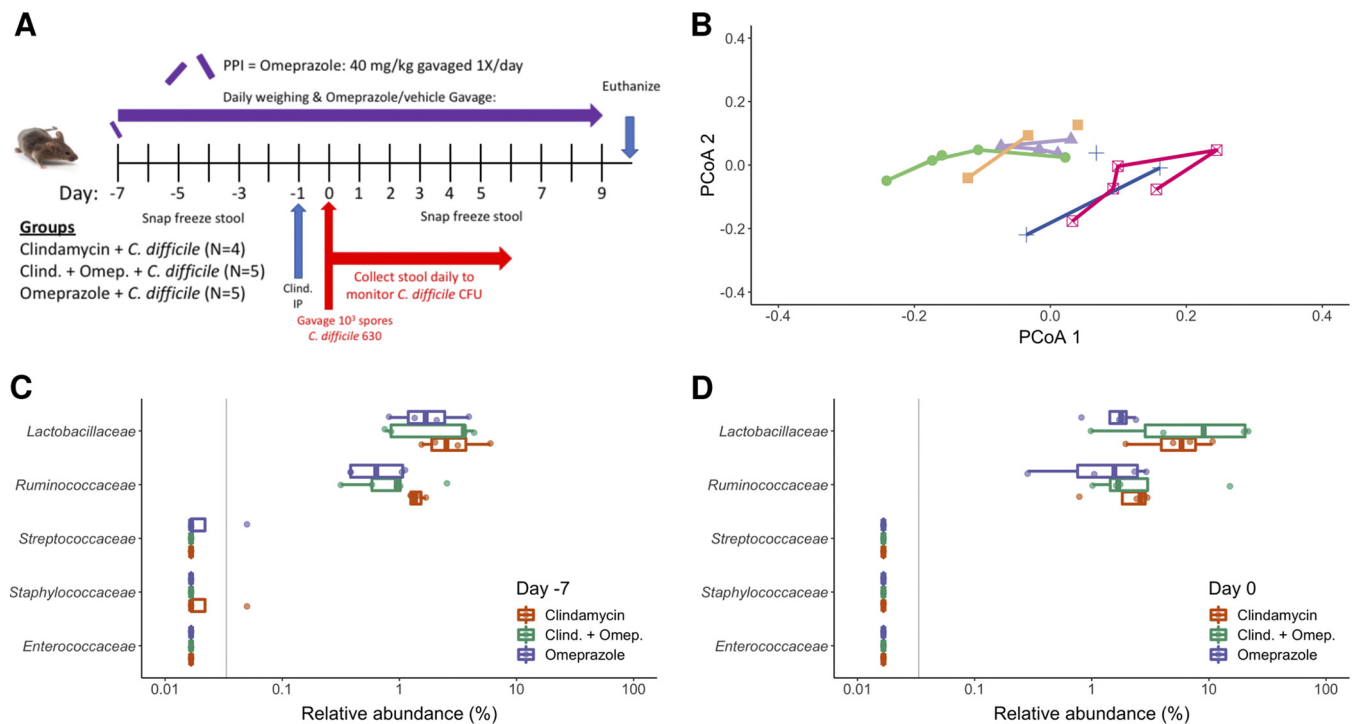 A
PPI = Omeprazole: 40 mg/kg gavaged 1X/day
Daily weighing & Omeprazole/vehicle Gavage:
Euthanize
Day: -7 -5 -3 -1 0 1 3 5 7 9
Snap freeze stool
Snap freeze stool
Groups
Clindamycin + C. difficile (N=4)
Clind. + Omep. + C. difficile (N=5)
Omeprazole + C. difficile (N=5)
Clind.
IP
Collect stool daily to
monitor C. difficile CFU
Gavage 10³ spores
C. difficile 630
B
PCoA 2
0.4
0.2
0.0
-0.2
-0.4
-0.4 -0.2 0.0 0.2 0.4
PCoA 1
C
Lactobacillaceae
Ruminococcaceae
Streptococcaceae
Staphylococcaceae
Enterococcaceae
Day -7
Clindamycin
Clind. + Omep.
Omeprazole
0.01 0.1 1 10 100
Relative abundance (%)
D
Lactobacillaceae
Ruminococcaceae
Streptococcaceae
Staphylococcaceae
Enterococcaceae
Day 0
Clindamycin
Clind. + Omep.
Omeprazole
0.01 0.1 1 10 100
Relative abundance (%)